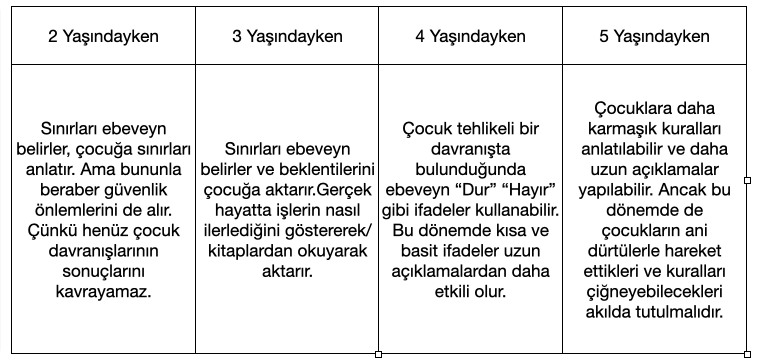 2 Yaşındayken
3 Yaşındayken
4 Yaşındayken
5 Yaşındayken
Sınırları ebeveyn
belirler, çocuğa sınırları
anlatır. Ama bununla
beraber güvenlik
önlemlerini de alır.
Çünkü henüz çocuk
davranışlarının
sonuçlarını
kavrayamaz.
Sınırları ebeveyn
belirler ve beklentilerini
çocuğa aktarır.Gerçek
hayatta işlerin nasıl
ilerlediğini göstererek/
kitaplardan okuyarak
aktarır.
Çocuk tehlikeli bir
davranışta
bulunduğunda
ebeveyn “Dur” “Hayır”
gibi ifadeler kullanabilir.
Bu dönemde kısa ve
basit ifadeler uzun
açıklamalardan daha
etkili olur.
Çocuklara daha
karmaşık kuralları
anlatılabilir ve daha
uzun açıklamalar
yapılabilir. Ancak bu
dönemde de
çocukların ani
dürtülerle hareket
ettikleri ve kuralları
çiğneyebilecekleri
akılda tutulmalıdır.